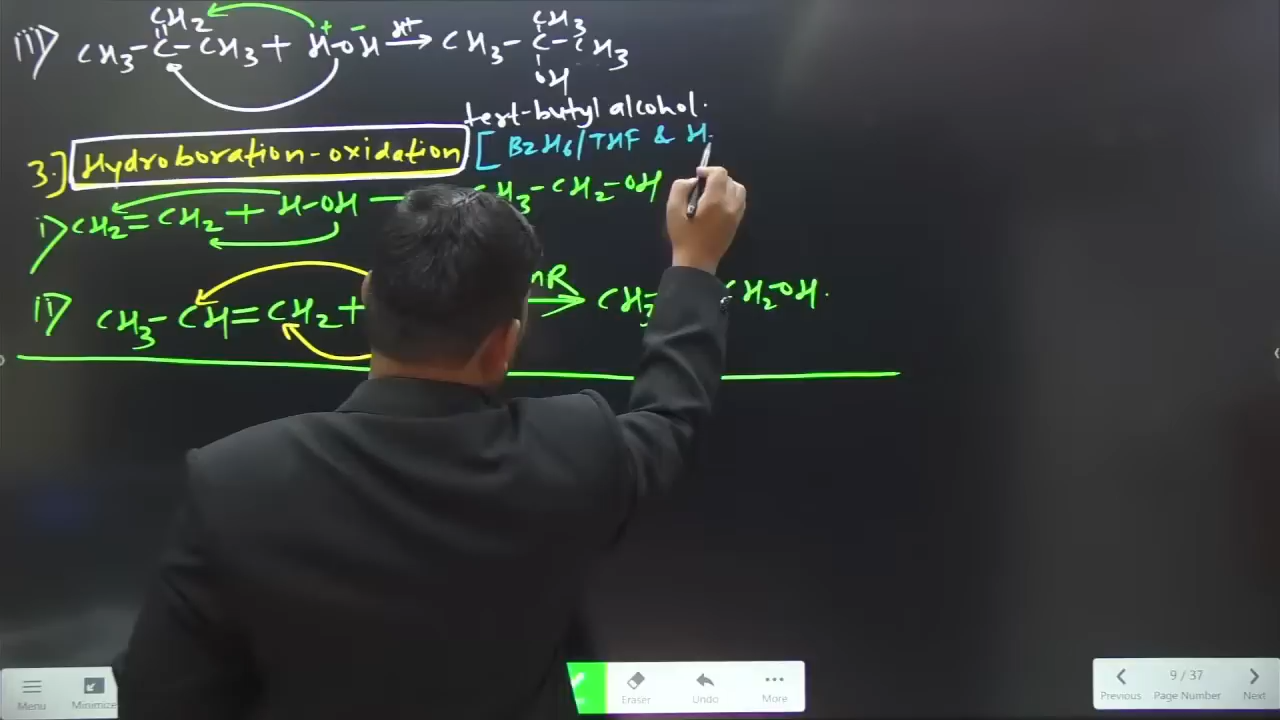 CH2
CH3
iii) CH3-C-CH3 + H-OH H+ → CH3-C-CH3
+ -
OH
tert-butyl alcohol.
3.] Hydroboration-oxidation [B2H6/THF & H
i) CH2=CH2 + H-OH CH3-CH2-OH
ii) CH3-CH=CH2+ CH3 CH2-OH.
Menu
Minimize
Eraser
Undo
More
Previous
9 / 37
Page Number
Next